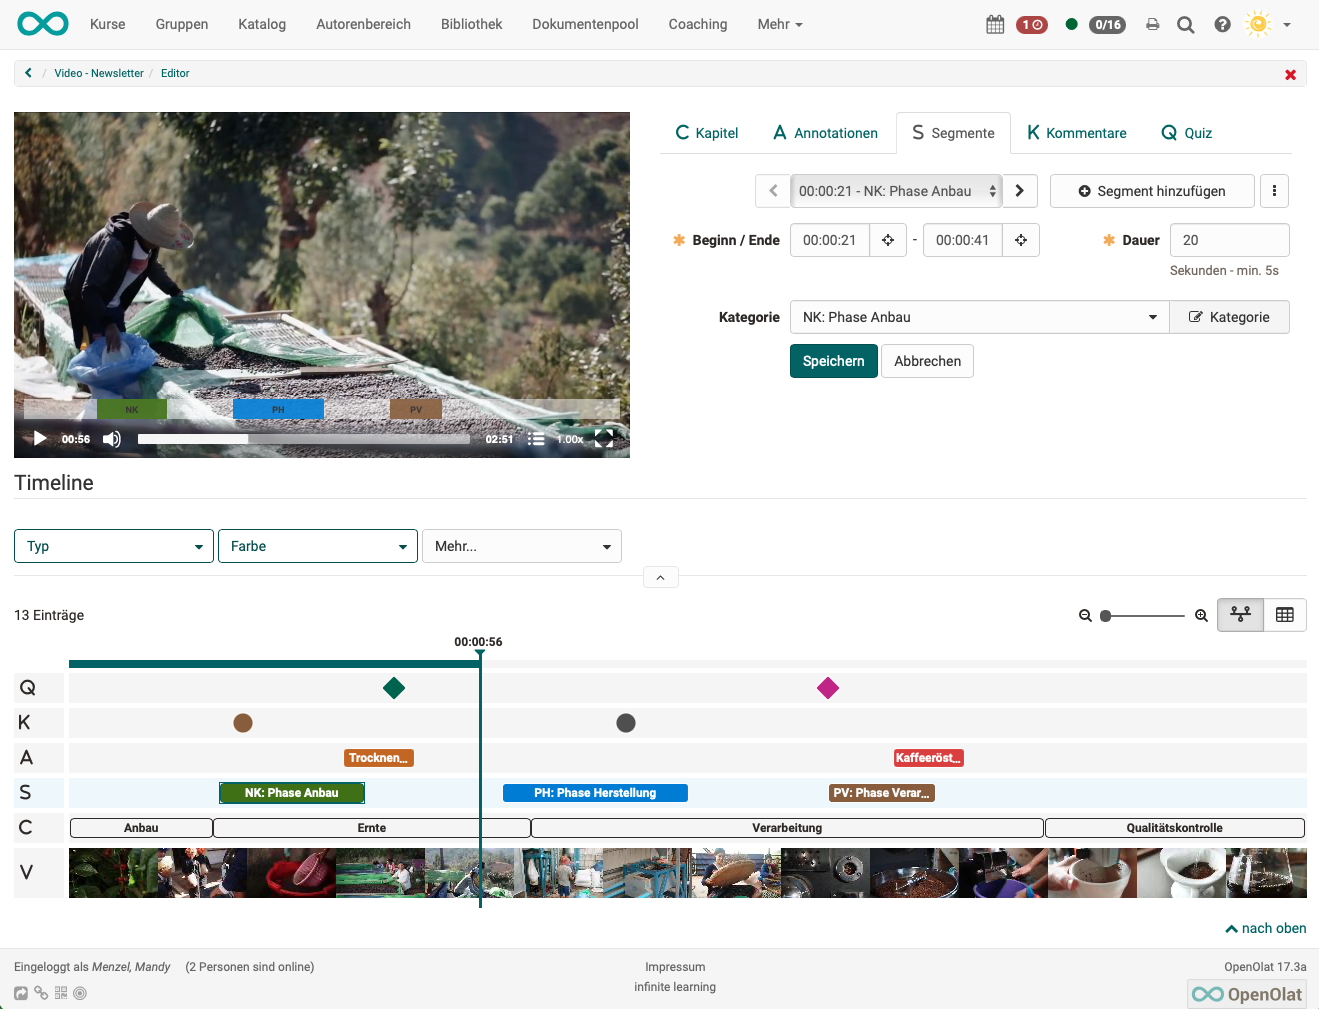 Kurse Gruppen Katalog Autorenbereich Bibliothek Dokumentenpool Coaching Mehr 1 0/16
/ Video - Newsletter / Editor
C Kapitel A Annotationen S Segmente K Kommentare Q Quiz
00:00:21 - NK: Phase Anbau Segment hinzufügen
Beginn / Ende 00:00:21 - 00:00:41 Dauer 20
Sekunden - min. 5s
Kategorie NK: Phase Anbau Kategorie
Speichern Abbrechen
NK PH PV
00:56 02:51 1.00x
Timeline
Typ Farbe Mehr...
13 Einträge
00:00:56
Q
K
A Trocknen... Kaffeeröst...
S NK: Phase Anbau PH: Phase Herstellung PV: Phase Verar...
C Anbau Ernte Verarbeitung Qualitätskontrolle
V
nach oben
Eingeloggt als Menzel, Mandy (2 Personen sind online) Impressum OpenOlat 17.3a
infinite learning
OpenOlat